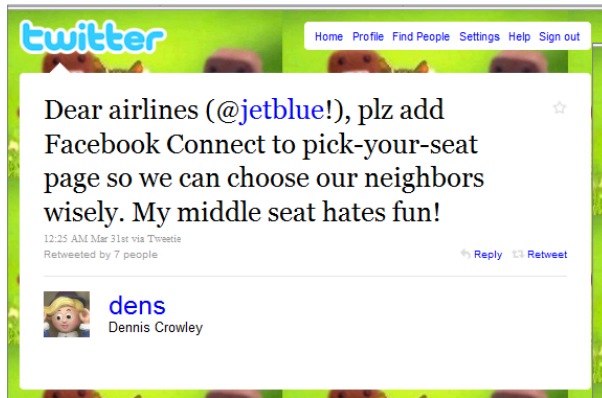 twitter
Home Profile Find People Settings Help Sign out
Dear airlines (@jetblue!), plz add
Facebook Connect to pick-your-seat
page so we can choose our neighbors
wisely. My middle seat hates fun!
12:25 AM Mar 31st via Tweetie
Retweeted by 7 people
Reply Retweet
dens
Dennis Crowley